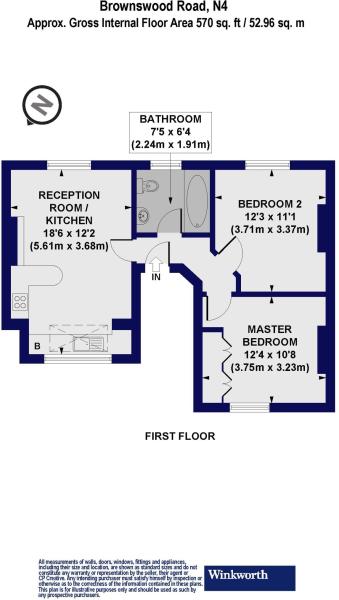 Brownswood Road, N4
Approx. Gross Internal Floor Area 570 sq. ft / 52.96 sq. m
N
BATHROOM
7'5 x 6'4
(2.24m x 1.91m)
RECEPTION
ROOM /
KITCHEN
18'6 x 12'2
(5.61m x 3.68m)
BEDROOM 2
12'3 x 11'1
(3.71m x 3.37m)
IN
MASTER
BEDROOM
12'4 x 10'8
(3.75m x 3.23m)
B
FIRST FLOOR
All measurements of walls, doors, windows, fittings and appliances,
including their size and location, are shown as standard sizes and do not
constitute any warranty or representation by the seller, their agent or
CP Creative. Any intending purchaser must satisfy himself by inspection or
otherwise as to the correctness of the information contained in these plans.
This plan is for illustrative purposes only and should be used as such by
any prospective purchasers.
Winkworth